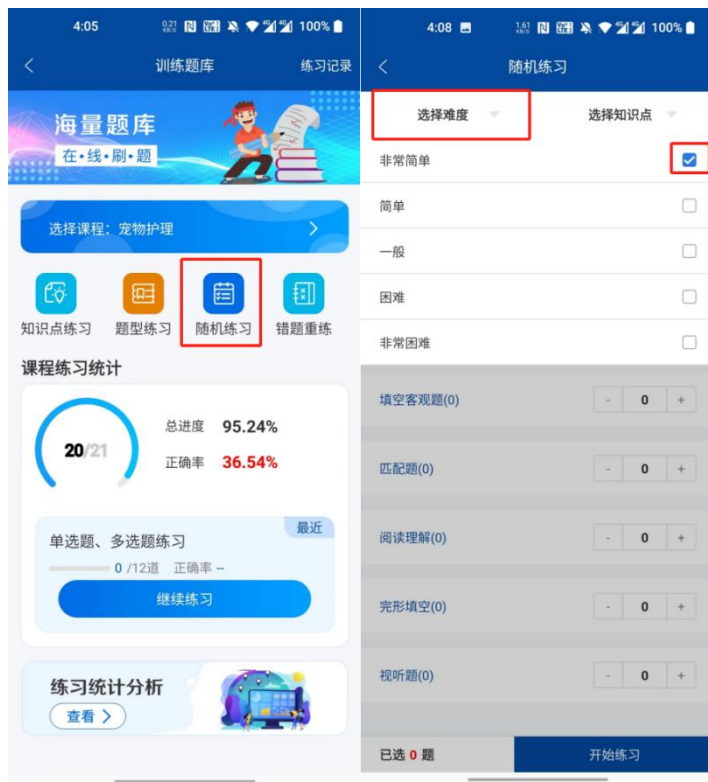 4:05
0.21 KB/S
100%
训练题库
练习记录
海量题库
在·线·刷·题
选择课程：宠物护理
知识点练习
题型练习
随机练习
错题重练
课程练习统计
20/21
总进度 95.24%
正确率 36.54%
最近
单选题、多选题练习
0 /12道 正确率 --
继续练习
练习统计分析
查看
4:08
1.61 KB/S
100%
随机练习
选择难度
选择知识点
非常简单
简单
一般
困难
非常困难
填空客观题(0)
- 0 +
匹配题(0)
- 0 +
阅读理解(0)
- 0 +
完形填空(0)
- 0 +
视听题(0)
- 0 +
已选 0 题
开始练习